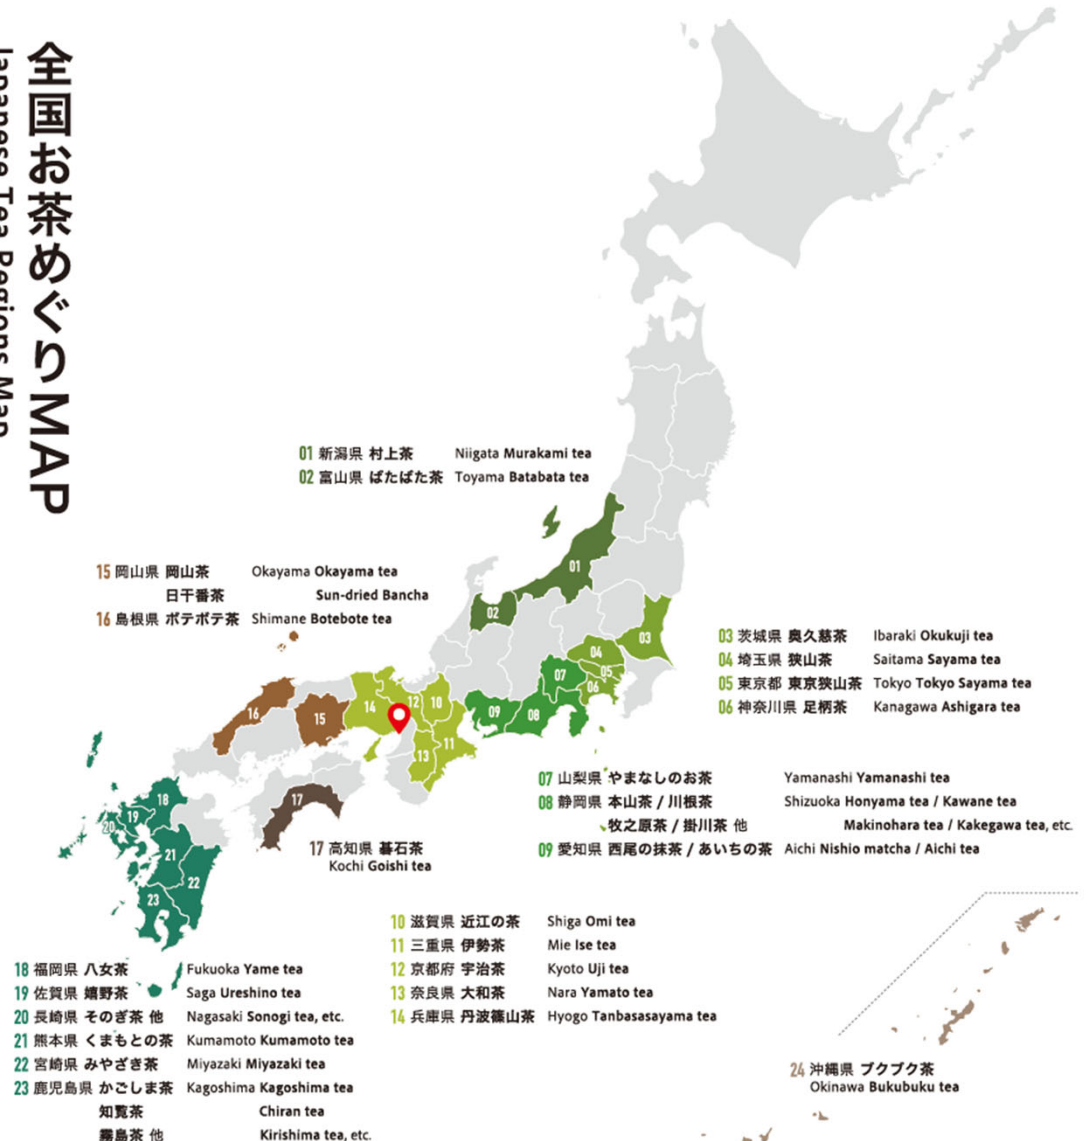 全国お茶めぐりMAP
Japanese Tea Regions Map
01 新潟県 村上茶 Niigata Murakami tea
02 富山県 ばたばた茶 Toyama Batabata tea
15 岡山県 岡山茶 Okayama Okayama tea
日干番茶 Sun-dried Bancha
16 島根県 ボテボテ茶 Shimane Botebote tea
03 茨城県 奥久慈茶 Ibaraki Okukuji tea
04 埼玉県 狭山茶 Saitama Sayama tea
05 東京都 東京狭山茶 Tokyo Tokyo Sayama tea
06 神奈川県 足柄茶 Kanagawa Ashigara tea
01
02
03
04
05
06
07
08
09
10
11
12
13
14
15
16
17
18
19
20
21
22
23
07 山梨県 やまなしのお茶 Yamanashi Yamanashi tea
08 静岡県 本山茶 / 川根茶 Shizuoka Honyama tea / Kawane tea
牧之原茶 / 掛川茶 他 Makinohara tea / Kakegawa tea, etc.
09 愛知県 西尾の抹茶 / あいちの茶 Aichi Nishio matcha / Aichi tea
17 高知県 碁石茶
Kochi Goishi tea
10 滋賀県 近江の茶 Shiga Omi tea
11 三重県 伊勢茶 Mie Ise tea
12 京都府 宇治茶 Kyoto Uji tea
13 奈良県 大和茶 Nara Yamato tea
14 兵庫県 丹波篠山茶 Hyogo Tanbasasayama tea
18 福岡県 八女茶 Fukuoka Yame tea
19 佐賀県 嬉野茶 Saga Ureshino tea
20 長崎県 そのぎ茶 他 Nagasaki Sonogi tea, etc.
21 熊本県 くまもとの茶 Kumamoto Kumamoto tea
22 宮崎県 みやざき茶 Miyazaki Miyazaki tea
23 鹿児島県 かごしま茶 Kagoshima Kagoshima tea
知覧茶 Chiran tea
霧島茶 他 Kirishima tea, etc.
24 沖縄県 ブクブク茶
Okinawa Bukubuku tea